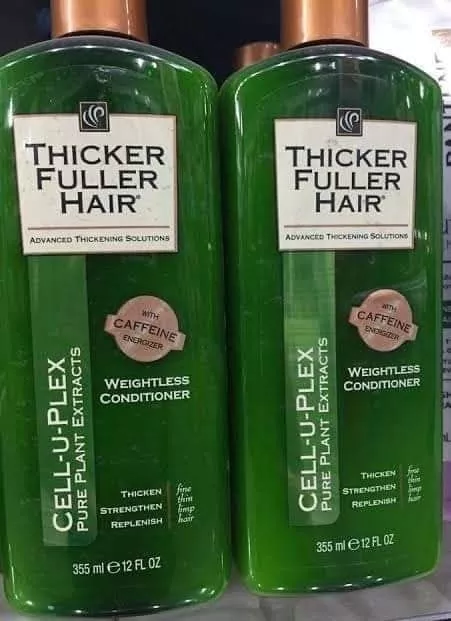 THICKER
FULLER
HAIR®
ADVANCED THICKENING SOLUTIONS
WITH
CAFFEINE
ENERGIZER
CELL-U-PLEX
PURE PLANT EXTRACTS
WEIGHTLESS
CONDITIONER
THICKEN
STRENGTHEN
REPLENISH
fine
thin
limp
hair
355 ml ℮ 12 FL OZ
THICKER
FULLER
HAIR®
ADVANCED THICKENING SOLUTIONS
WITH
CAFFEINE
ENERGIZER
CELL-U-PLEX
PURE PLANT EXTRACTS
WEIGHTLESS
CONDITIONER
THICKEN
STRENGTHEN
REPLENISH
fine
thin
limp
hair
355 ml ℮ 12 FL OZ